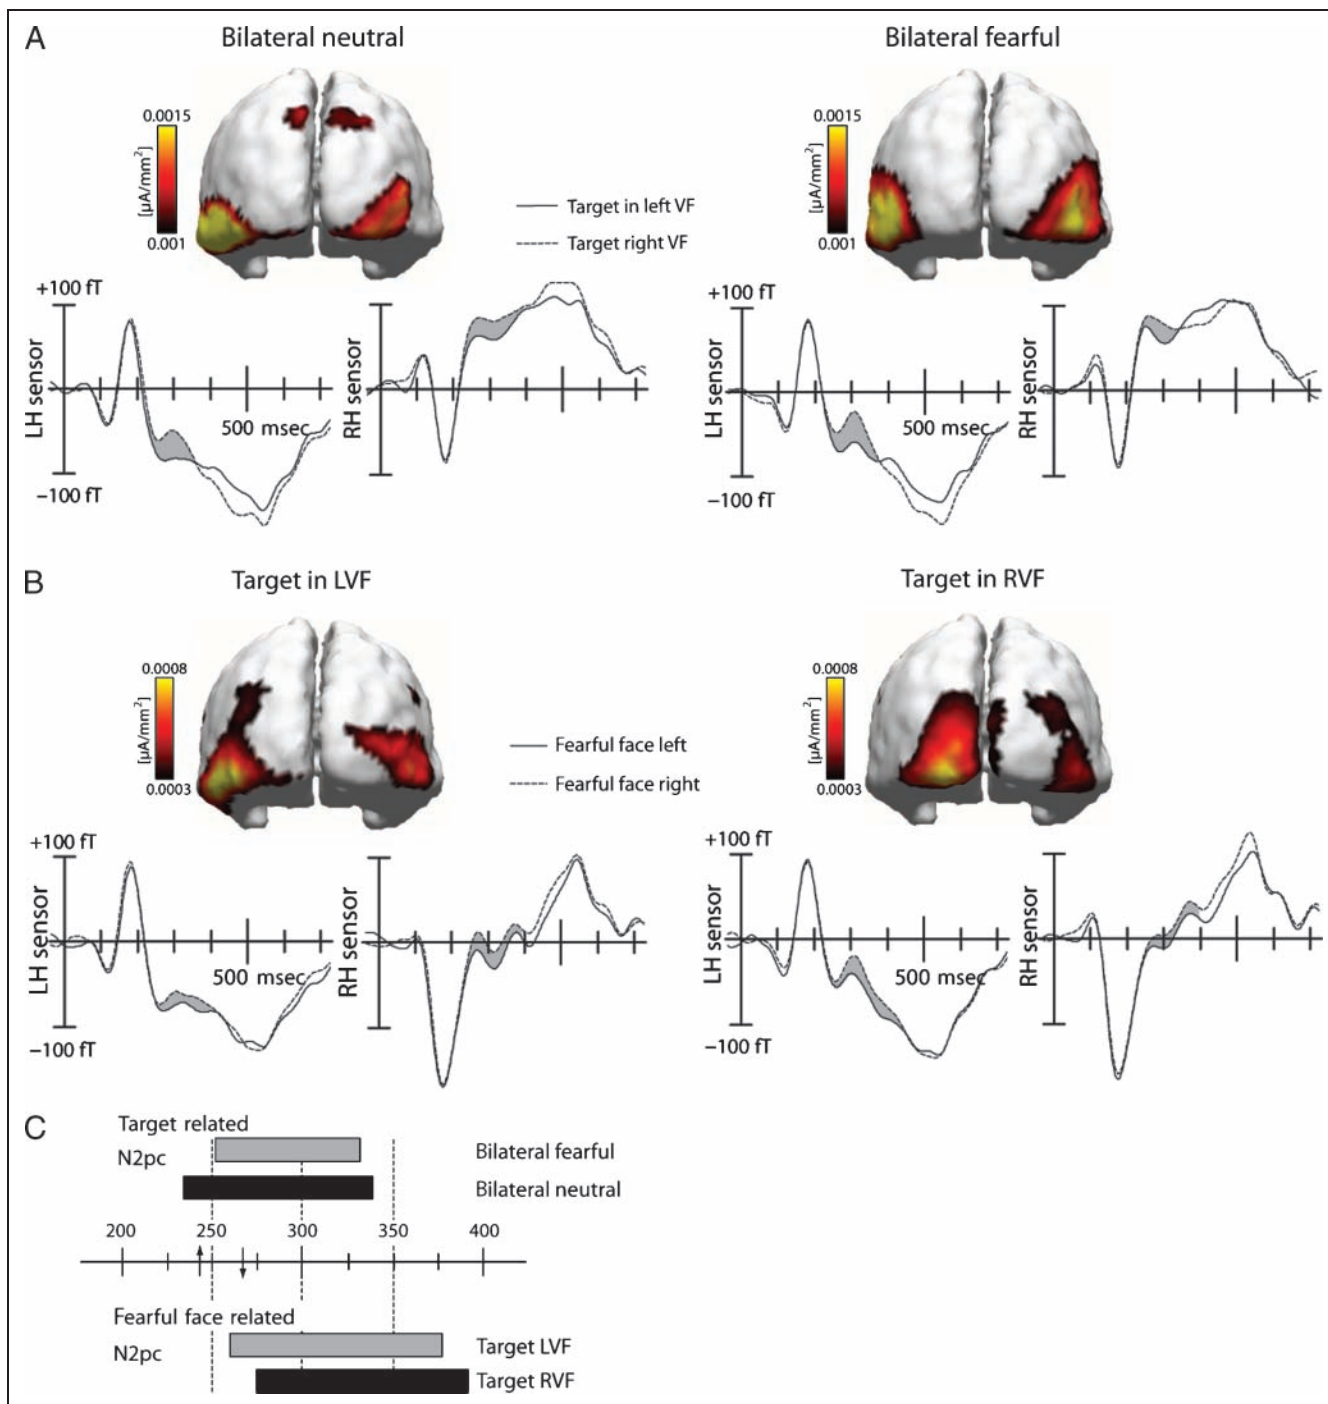 A
Bilateral neutral
Bilateral fearful
0.0015
[µA/mm²]
0.001
Target in left VF
Target right VF
0.0015
[µA/mm²]
0.001
+100 fT
LH sensor
500 msec
−100 fT
RH sensor
+100 fT
LH sensor
500 msec
−100 fT
RH sensor
B
Target in LVF
Target in RVF
0.0008
[µA/mm²]
0.0003
Fearful face left
Fearful face right
0.0008
[µA/mm²]
0.0003
+100 fT
LH sensor
500 msec
−100 fT
RH sensor
+100 fT
LH sensor
500 msec
−100 fT
RH sensor
C
Target related
N2pc
Bilateral fearful
Bilateral neutral
200 250 300 350 400
Fearful face related
N2pc
Target LVF
Target RVF